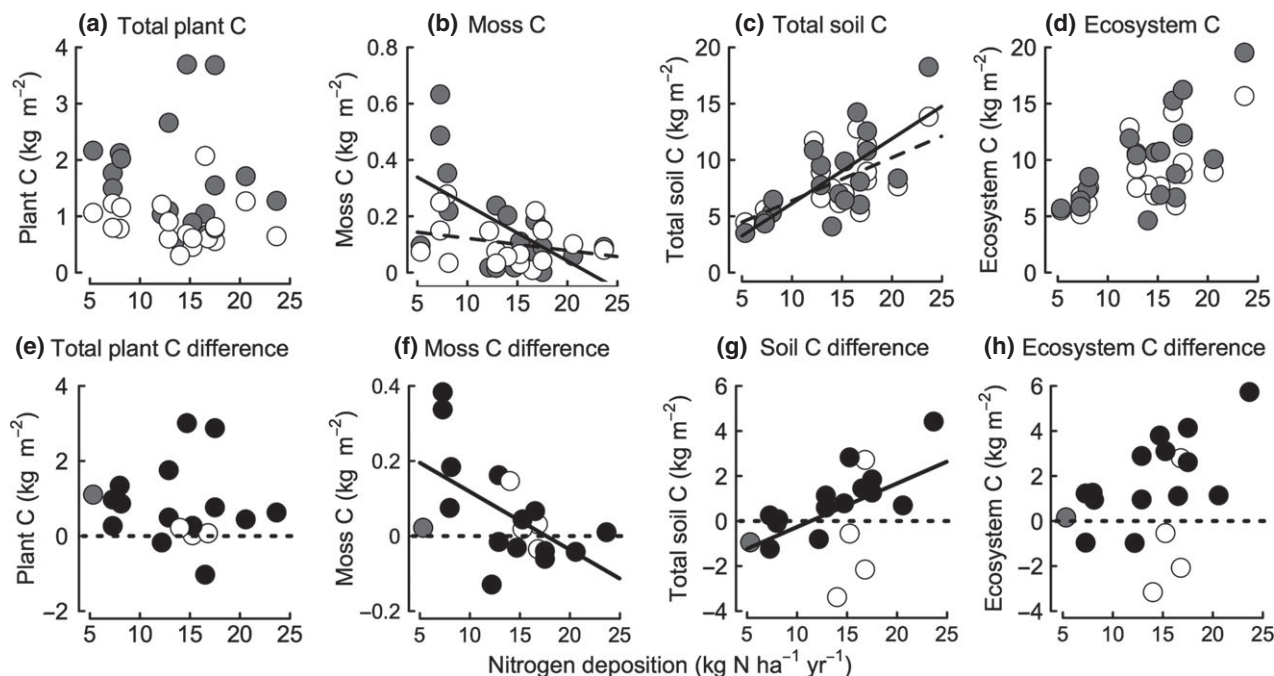 (a) Total plant C
(b) Moss C
(c) Total soil C
(d) Ecosystem C
Plant C (kg m−2)
4
3
2
1
0
5 10 15 20 25
Moss C (kg m−2)
0.8
0.6
0.4
0.2
0
5 10 15 20 25
Total soil C (kg m−2)
20
15
10
5
0
5 10 15 20 25
Ecosystem C (kg m−2)
20
15
10
5
0
5 10 15 20 25
(e) Total plant C difference
(f) Moss C difference
(g) Soil C difference
(h) Ecosystem C difference
Plant C (kg m−2)
4
2
0
−2
5 10 15 20 25
Moss C (kg m−2)
0.4
0.2
0
−0.2
5 10 15 20 25
Total soil C (kg m−2)
6
4
2
0
−2
−4
5 10 15 20 25
Ecosystem C (kg m−2)
6
4
2
0
−2
−4
5 10 15 20 25
Nitrogen deposition (kg N ha−1 yr−1)